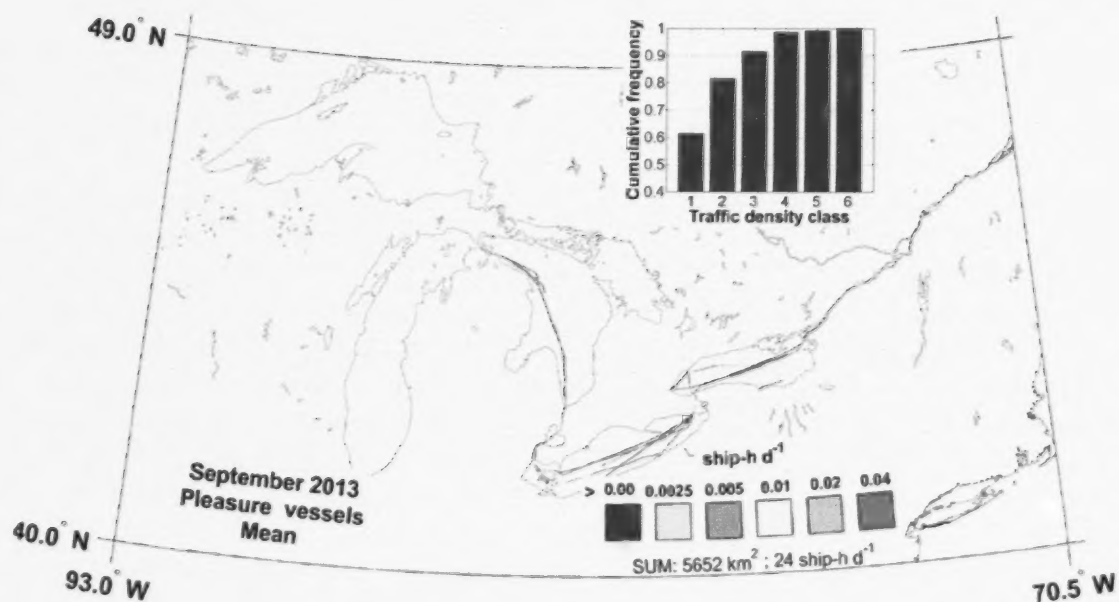 49.0° N
Cumulative frequency
1
0.9
0.8
0.7
0.6
0.5
0.4
1 2 3 4 5 6
Traffic density class
September 2013
Pleasure vessels
Mean
ship-h d-1
> 0.00 0.0025 0.005 0.01 0.02 0.04
SUM: 5652 km2 ; 24 ship-h d-1
40.0° N
93.0° W
70.5° W